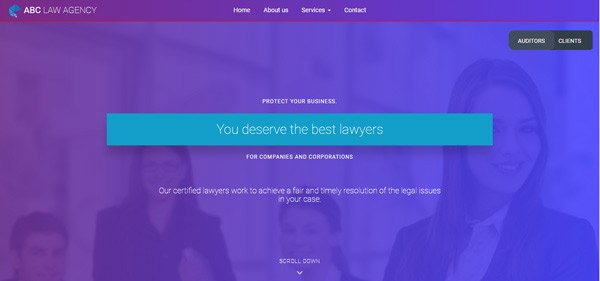 ABC LAW AGENCY
Home About us Services Contact
AUDITORS CLIENTS
PROTECT YOUR BUSINESS.
You deserve the best lawyers
FOR COMPANIES AND CORPORATIONS
Our certified lawyers work to achieve a fair and timely resolution of the legal issues
in your case.
SCROLL DOWN